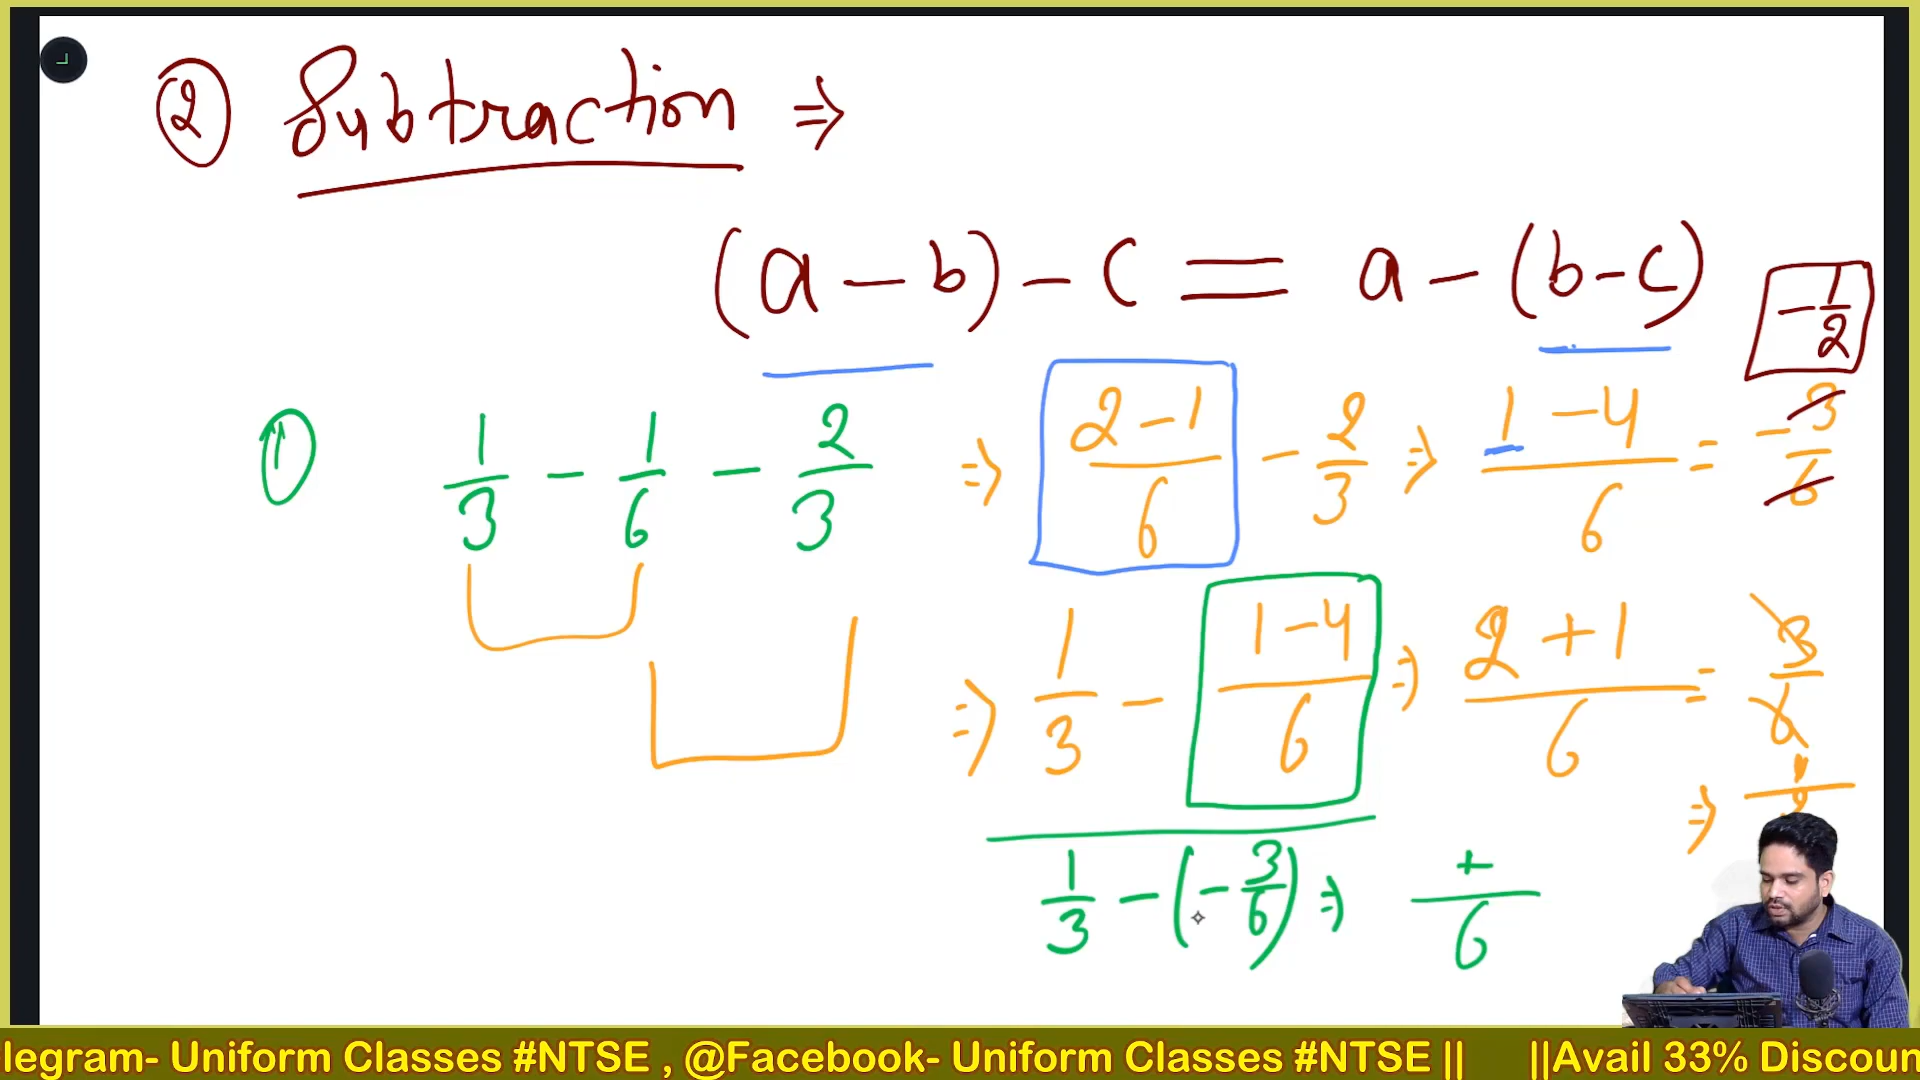 ② Subtraction ⇒
(a - b) - c = a - (b - c)
-1/2
① 1/3 - 1/6 - 2/3 ⇒ (2 - 1)/6 - 2/3 ⇒ (1 - 4)/6 = -3/6
⇒ 1/3 - (1 - 4)/6 ⇒ (2 + 1)/6 = 3/6
⇒
1/3 - (-3/6) ⇒ +/6
legram- Uniform Classes #NTSE , @Facebook- Uniform Classes #NTSE || ||Avail 33% Discoun